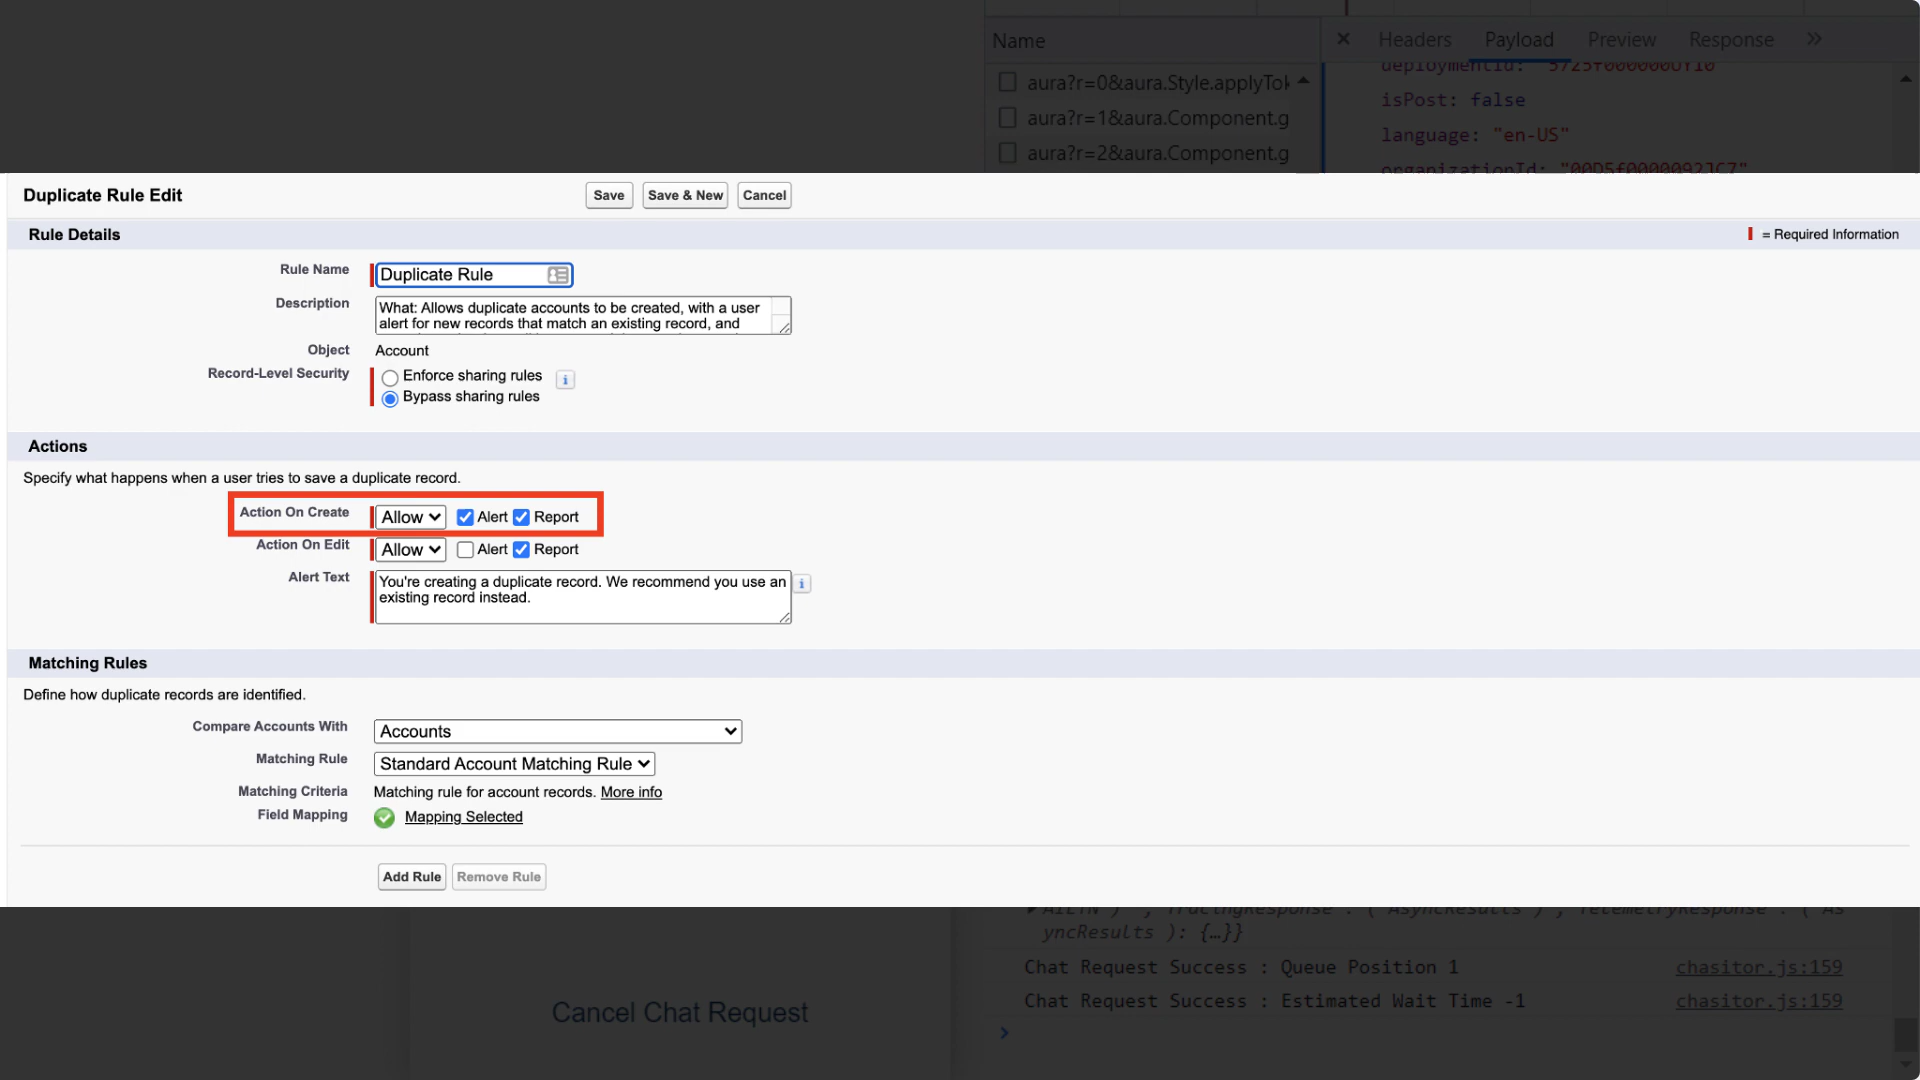 Name
Headers Payload Preview Response
aura?r=0&aura.Style.applyTok
aura?r=1&aura.Component.g
aura?r=2&aura.Component.g
isPost: false
language: "en-US"
Duplicate Rule Edit
Save
Save & New
Cancel
Rule Details
= Required Information
Rule Name
Duplicate Rule
Description
What: Allows duplicate accounts to be created, with a user
alert for new records that match an existing record, and
Object
Account
Record-Level Security
Enforce sharing rules
Bypass sharing rules
Actions
Specify what happens when a user tries to save a duplicate record.
Action On Create
Allow
Alert
Report
Action On Edit
Allow
Alert
Report
Alert Text
You're creating a duplicate record. We recommend you use an
existing record instead.
Matching Rules
Define how duplicate records are identified.
Compare Accounts With
Accounts
Matching Rule
Standard Account Matching Rule
Matching Criteria
Matching rule for account records. More info
Field Mapping
Mapping Selected
Add Rule
Remove Rule
yncResults ): {…}}
Chat Request Success : Queue Position 1
chasitor.js:159
Chat Request Success : Estimated Wait Time -1
chasitor.js:159
Cancel Chat Request